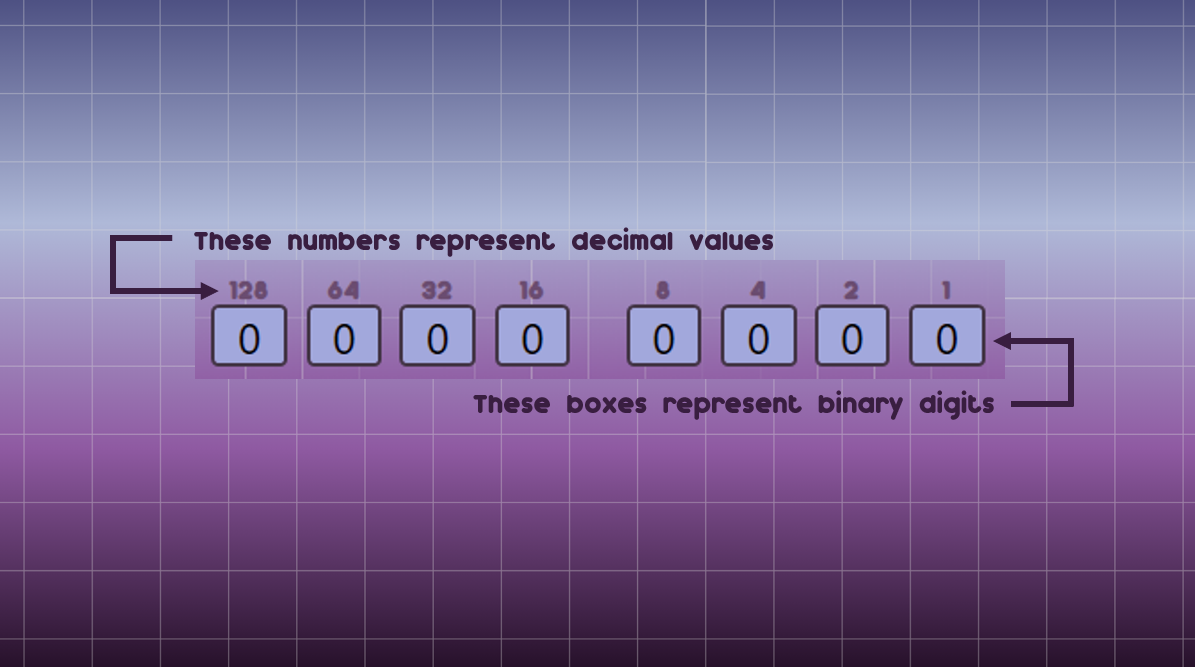 These numbers represent decimal values
128 64 32 16 8 4 2 1
0 0 0 0 0 0 0 0
These boxes represent binary digits